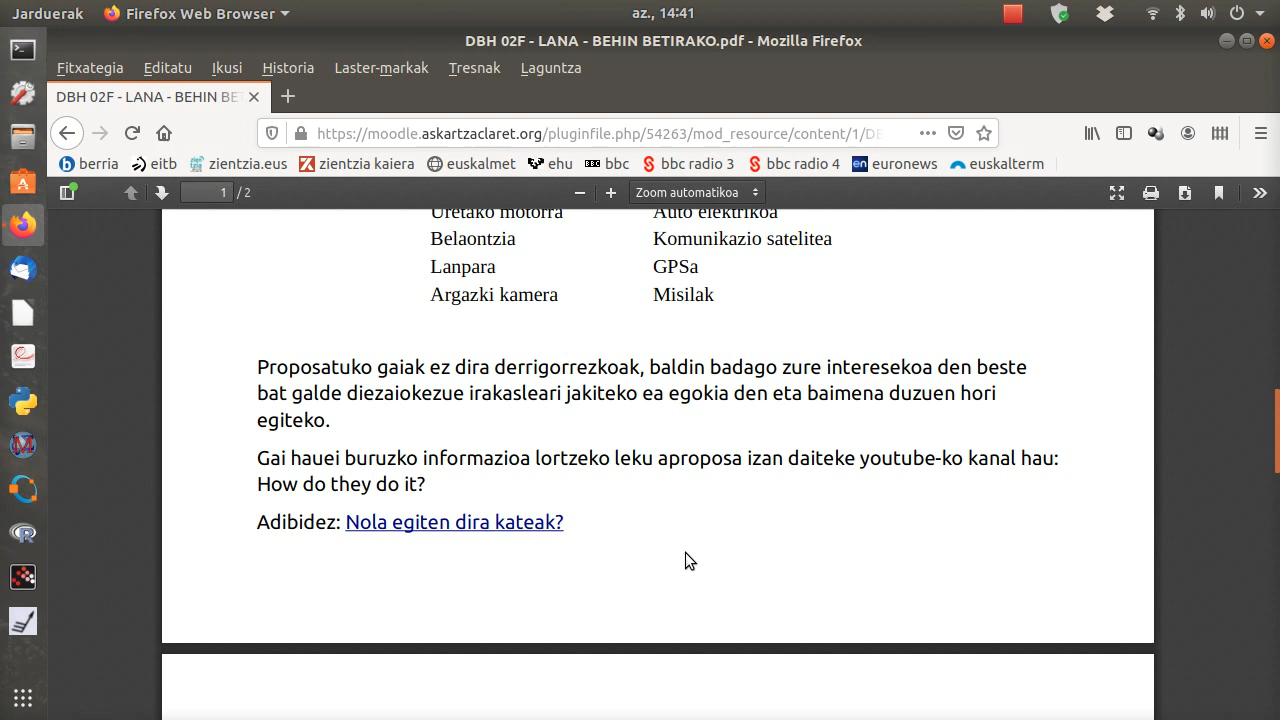 Jarduerak Firefox Web Browser az., 14:41
DBH 02F - LANA - BEHIN BETIRAKO.pdf - Mozilla Firefox
Fitxategia Editatu Ikusi Historia Laster-markak Tresnak Laguntza
DBH 02F - LANA - BEHIN BE
https://moodle.askartzaclaret.org/pluginfile.php/54263/mod_resource/content/1/DB
berria eitb zientzia.eus zientzia kaiera euskalmet ehu bbc bbc radio 3 bbc radio 4 euronews euskalterm
1 / 2 Zoom automatikoa
Uretako motorra Auto elektrikoa
Belaontzia Komunikazio satelitea
Lanpara GPSa
Argazki kamera Misilak
Proposatuko gaiak ez dira derrigorrezkoak, baldin badago zure interesekoa den beste
bat galde diezaiokezue irakasleari jakiteko ea egokia den eta baimena duzuen hori
egiteko.
Gai hauei buruzko informazioa lortzeko leku aproposa izan daiteke youtube-ko kanal hau:
How do they do it?
Adibidez: Nola egiten dira kateak?